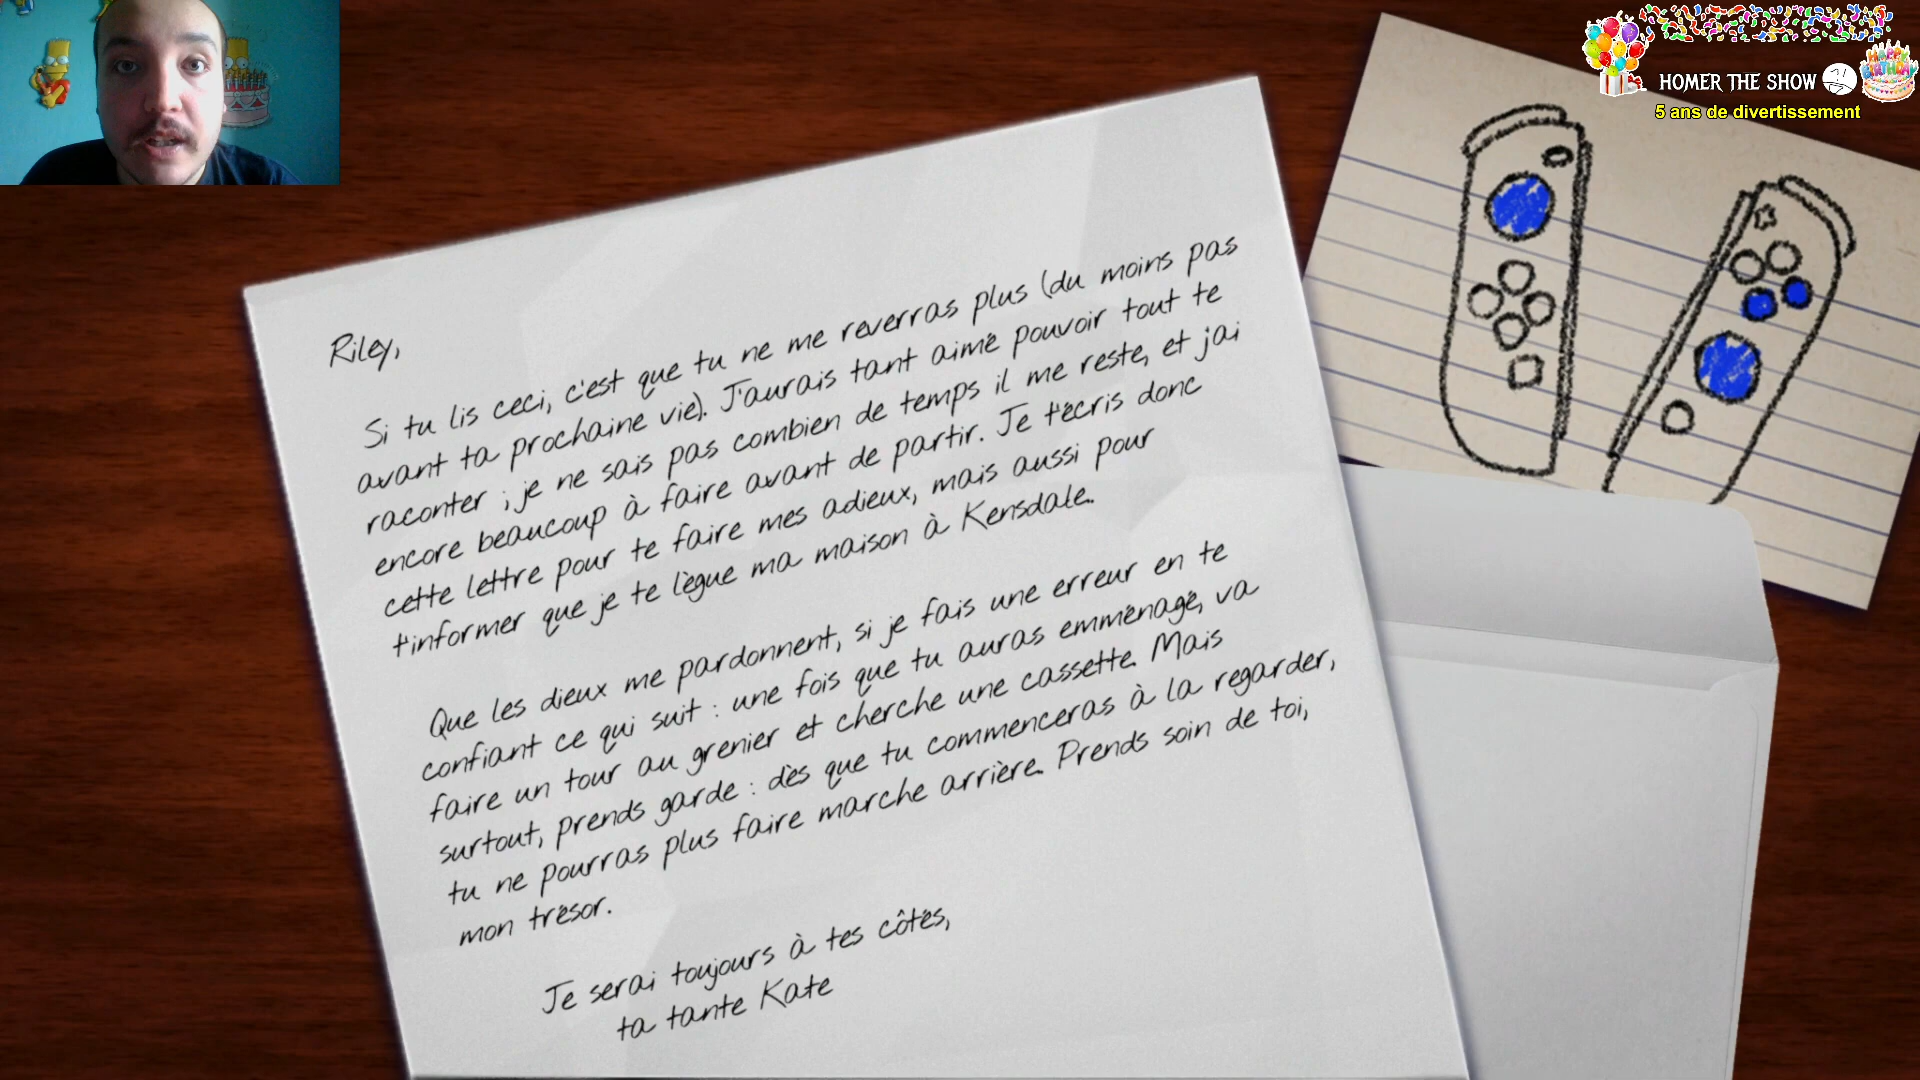 HOMER THE SHOW
5 ans de divertissement
Riley,
Si tu lis ceci, c'est que tu ne me reverras plus (du moins pas
avant ta prochaine vie). J'aurais tant aimé pouvoir tout te
raconter ; je ne sais pas combien de temps il me reste, et j'ai
encore beaucoup à faire avant de partir. Je t'écris donc
cette lettre pour te faire mes adieux, mais aussi pour
t'informer que je te lègue ma maison à Kensdale.
Que les dieux me pardonnent, si je fais une erreur en te
confiant ce qui suit : une fois que tu auras emménagé, va
faire un tour au grenier et cherche une cassette. Mais
surtout, prends garde : dès que tu commenceras à la regarder,
tu ne pourras plus faire marche arrière. Prends soin de toi,
mon trésor.
Je serai toujours à tes côtés,
ta tante Kate